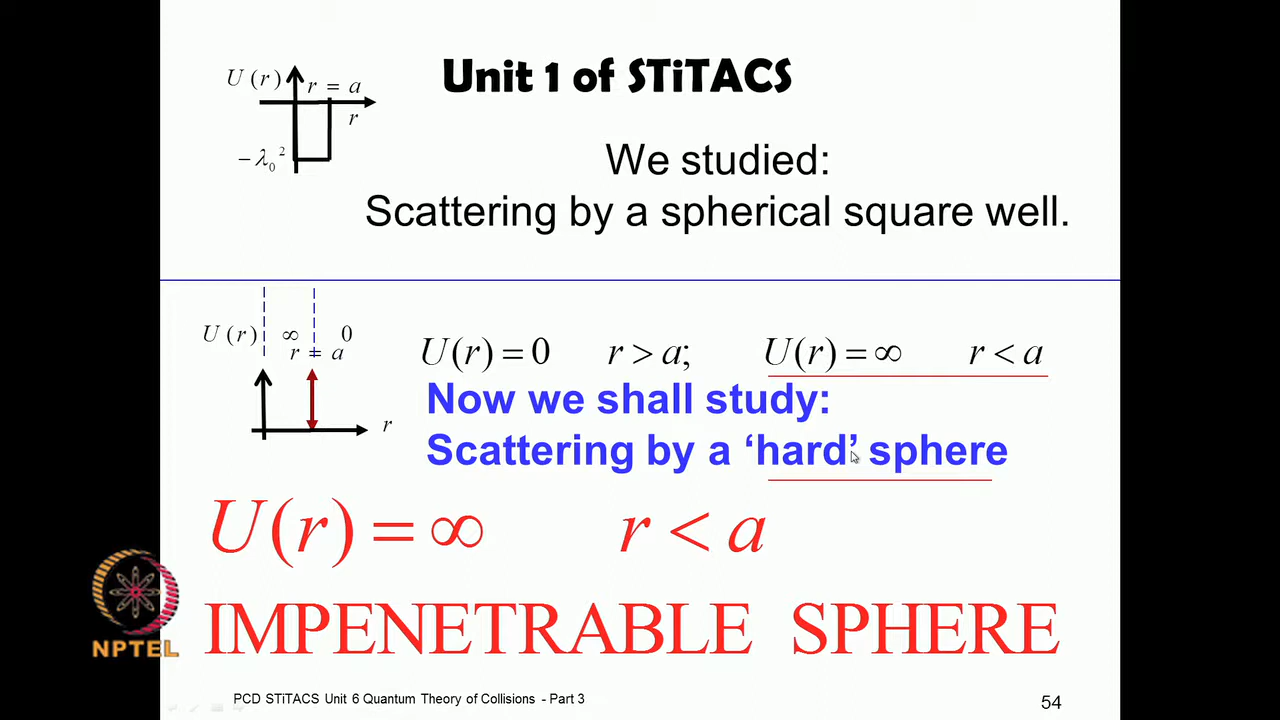 Unit 1 of STiTACS
U(r)
r = a
r
−λ₀²
We studied:
Scattering by a spherical square well.
U(r) ∞ 0
r = a
r
U(r) = 0 r > a; U(r) = ∞ r < a
Now we shall study:
Scattering by a ‘hard’ sphere
U(r) = ∞ r < a
IMPENETRABLE SPHERE
NPTEL
PCD STiTACS Unit 6 Quantum Theory of Collisions - Part 3
54